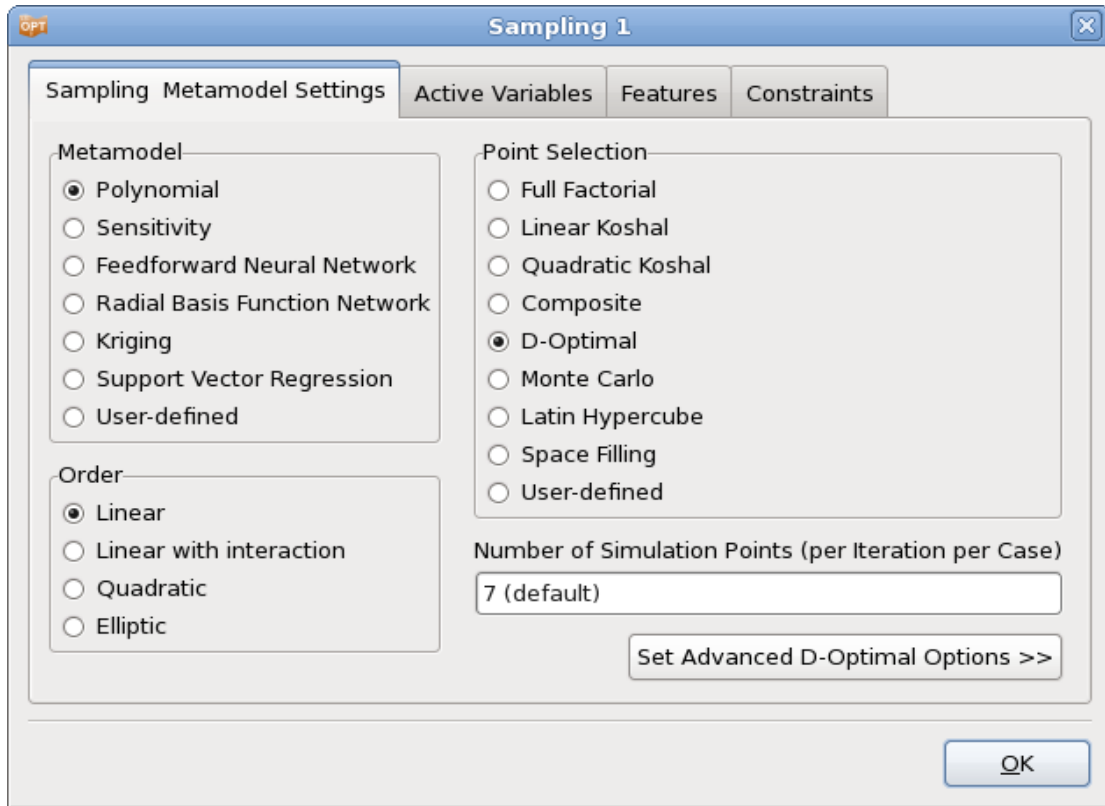 OPT
Sampling 1
Sampling  Metamodel Settings
Active Variables
Features
Constraints
Metamodel
Polynomial
Sensitivity
Feedforward Neural Network
Radial Basis Function Network
Kriging
Support Vector Regression
User-defined
Order
Linear
Linear with interaction
Quadratic
Elliptic
Point Selection
Full Factorial
Linear Koshal
Quadratic Koshal
Composite
D-Optimal
Monte Carlo
Latin Hypercube
Space Filling
User-defined
Number of Simulation Points (per Iteration per Case)
7 (default)
Set Advanced D-Optimal Options >>
OK